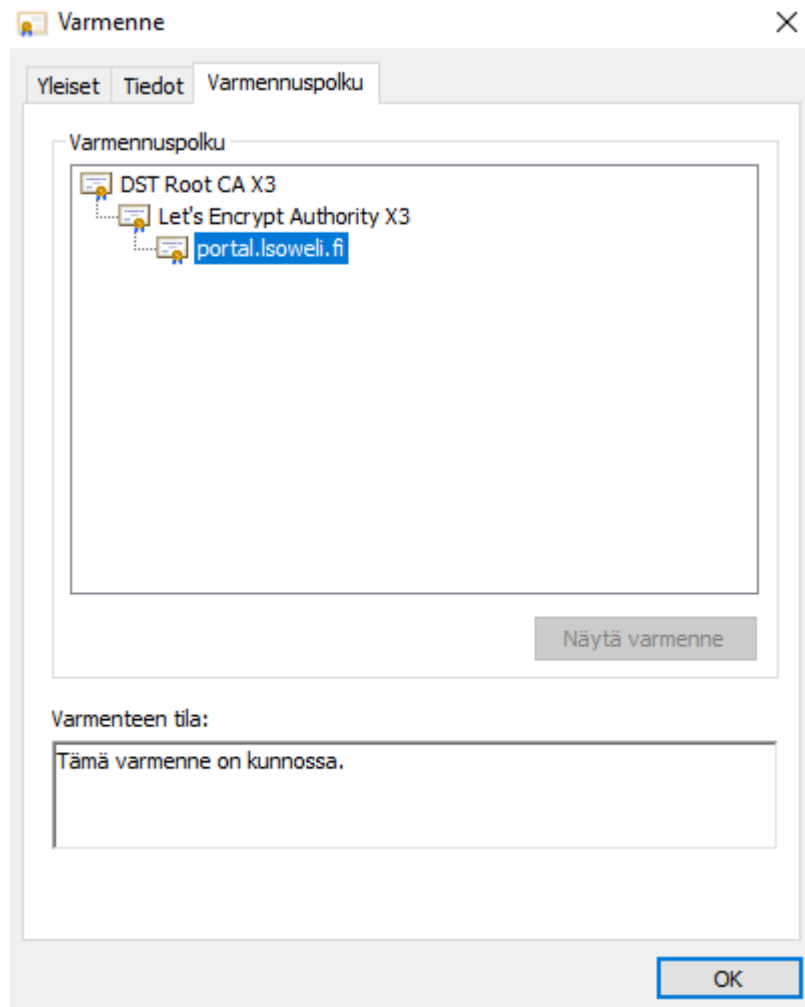 Varmenne
Yleiset Tiedot Varmennuspolku
Varmennuspolku
DST Root CA X3
Let's Encrypt Authority X3
portal.lsoweli.fi
Näytä varmenne
Varmenteen tila:
Tämä varmenne on kunnossa.
OK